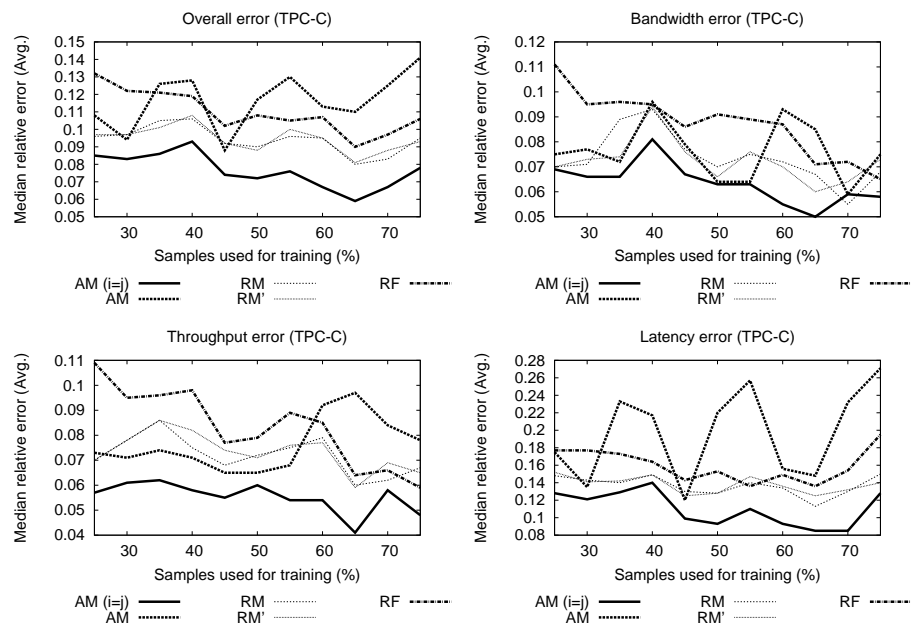 Overall error (TPC-C)
Median relative error (Avg.)
0.15
0.14
0.13
0.12
0.11
0.1
0.09
0.08
0.07
0.06
0.05
30 40 50 60 70
Samples used for training (%)
AM (i=j) RM RF
AM RM'
Bandwidth error (TPC-C)
Median relative error (Avg.)
0.12
0.11
0.1
0.09
0.08
0.07
0.06
0.05
30 40 50 60 70
Samples used for training (%)
AM (i=j) RM RF
AM RM'
Throughput error (TPC-C)
Median relative error (Avg.)
0.11
0.1
0.09
0.08
0.07
0.06
0.05
0.04
30 40 50 60 70
Samples used for training (%)
AM (i=j) RM RF
AM RM'
Latency error (TPC-C)
Median relative error (Avg.)
0.28
0.26
0.24
0.22
0.2
0.18
0.16
0.14
0.12
0.1
0.08
30 40 50 60 70
Samples used for training (%)
AM (i=j) RM RF
AM RM'